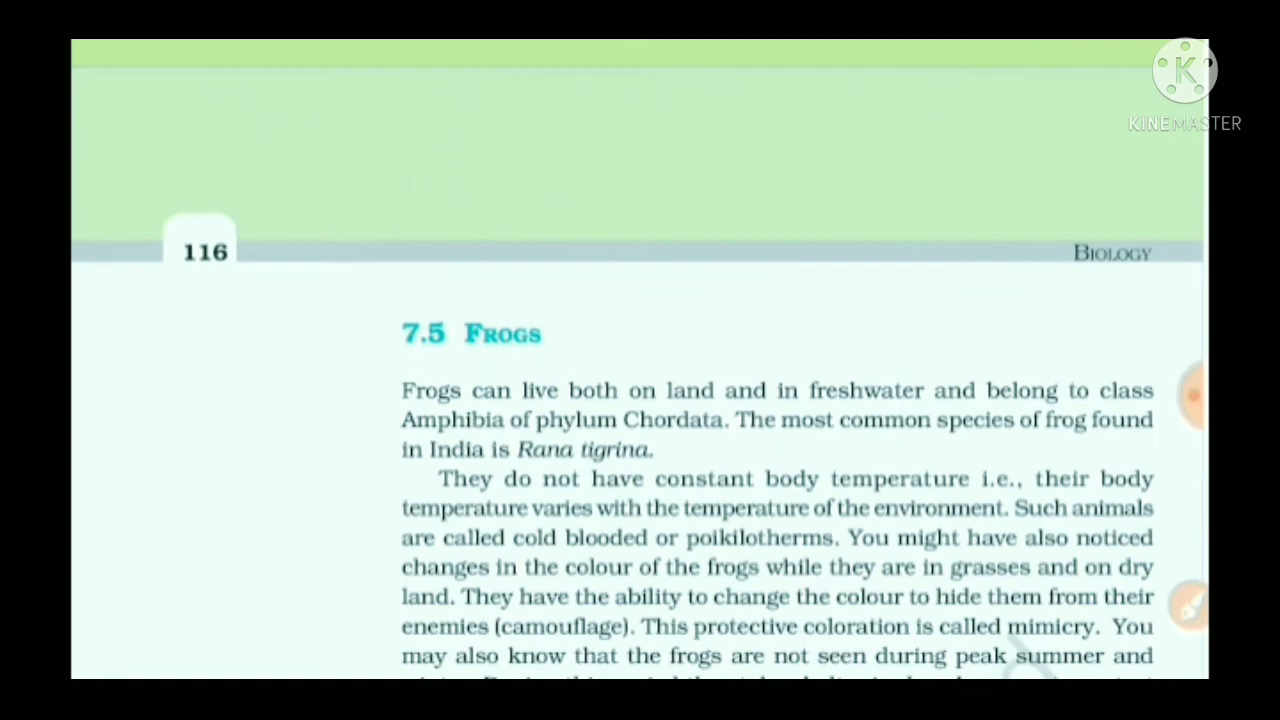 KINEMASTER
116
BIOLOGY
7.5 FROGS
Frogs can live both on land and in freshwater and belong to class
Amphibia of phylum Chordata. The most common species of frog found
in India is Rana tigrina.
They do not have constant body temperature i.e., their body
temperature varies with the temperature of the environment. Such animals
are called cold blooded or poikilotherms. You might have also noticed
changes in the colour of the frogs while they are in grasses and on dry
land. They have the ability to change the colour to hide them from their
enemies (camouflage). This protective coloration is called mimicry. You
may also know that the frogs are not seen during peak summer and